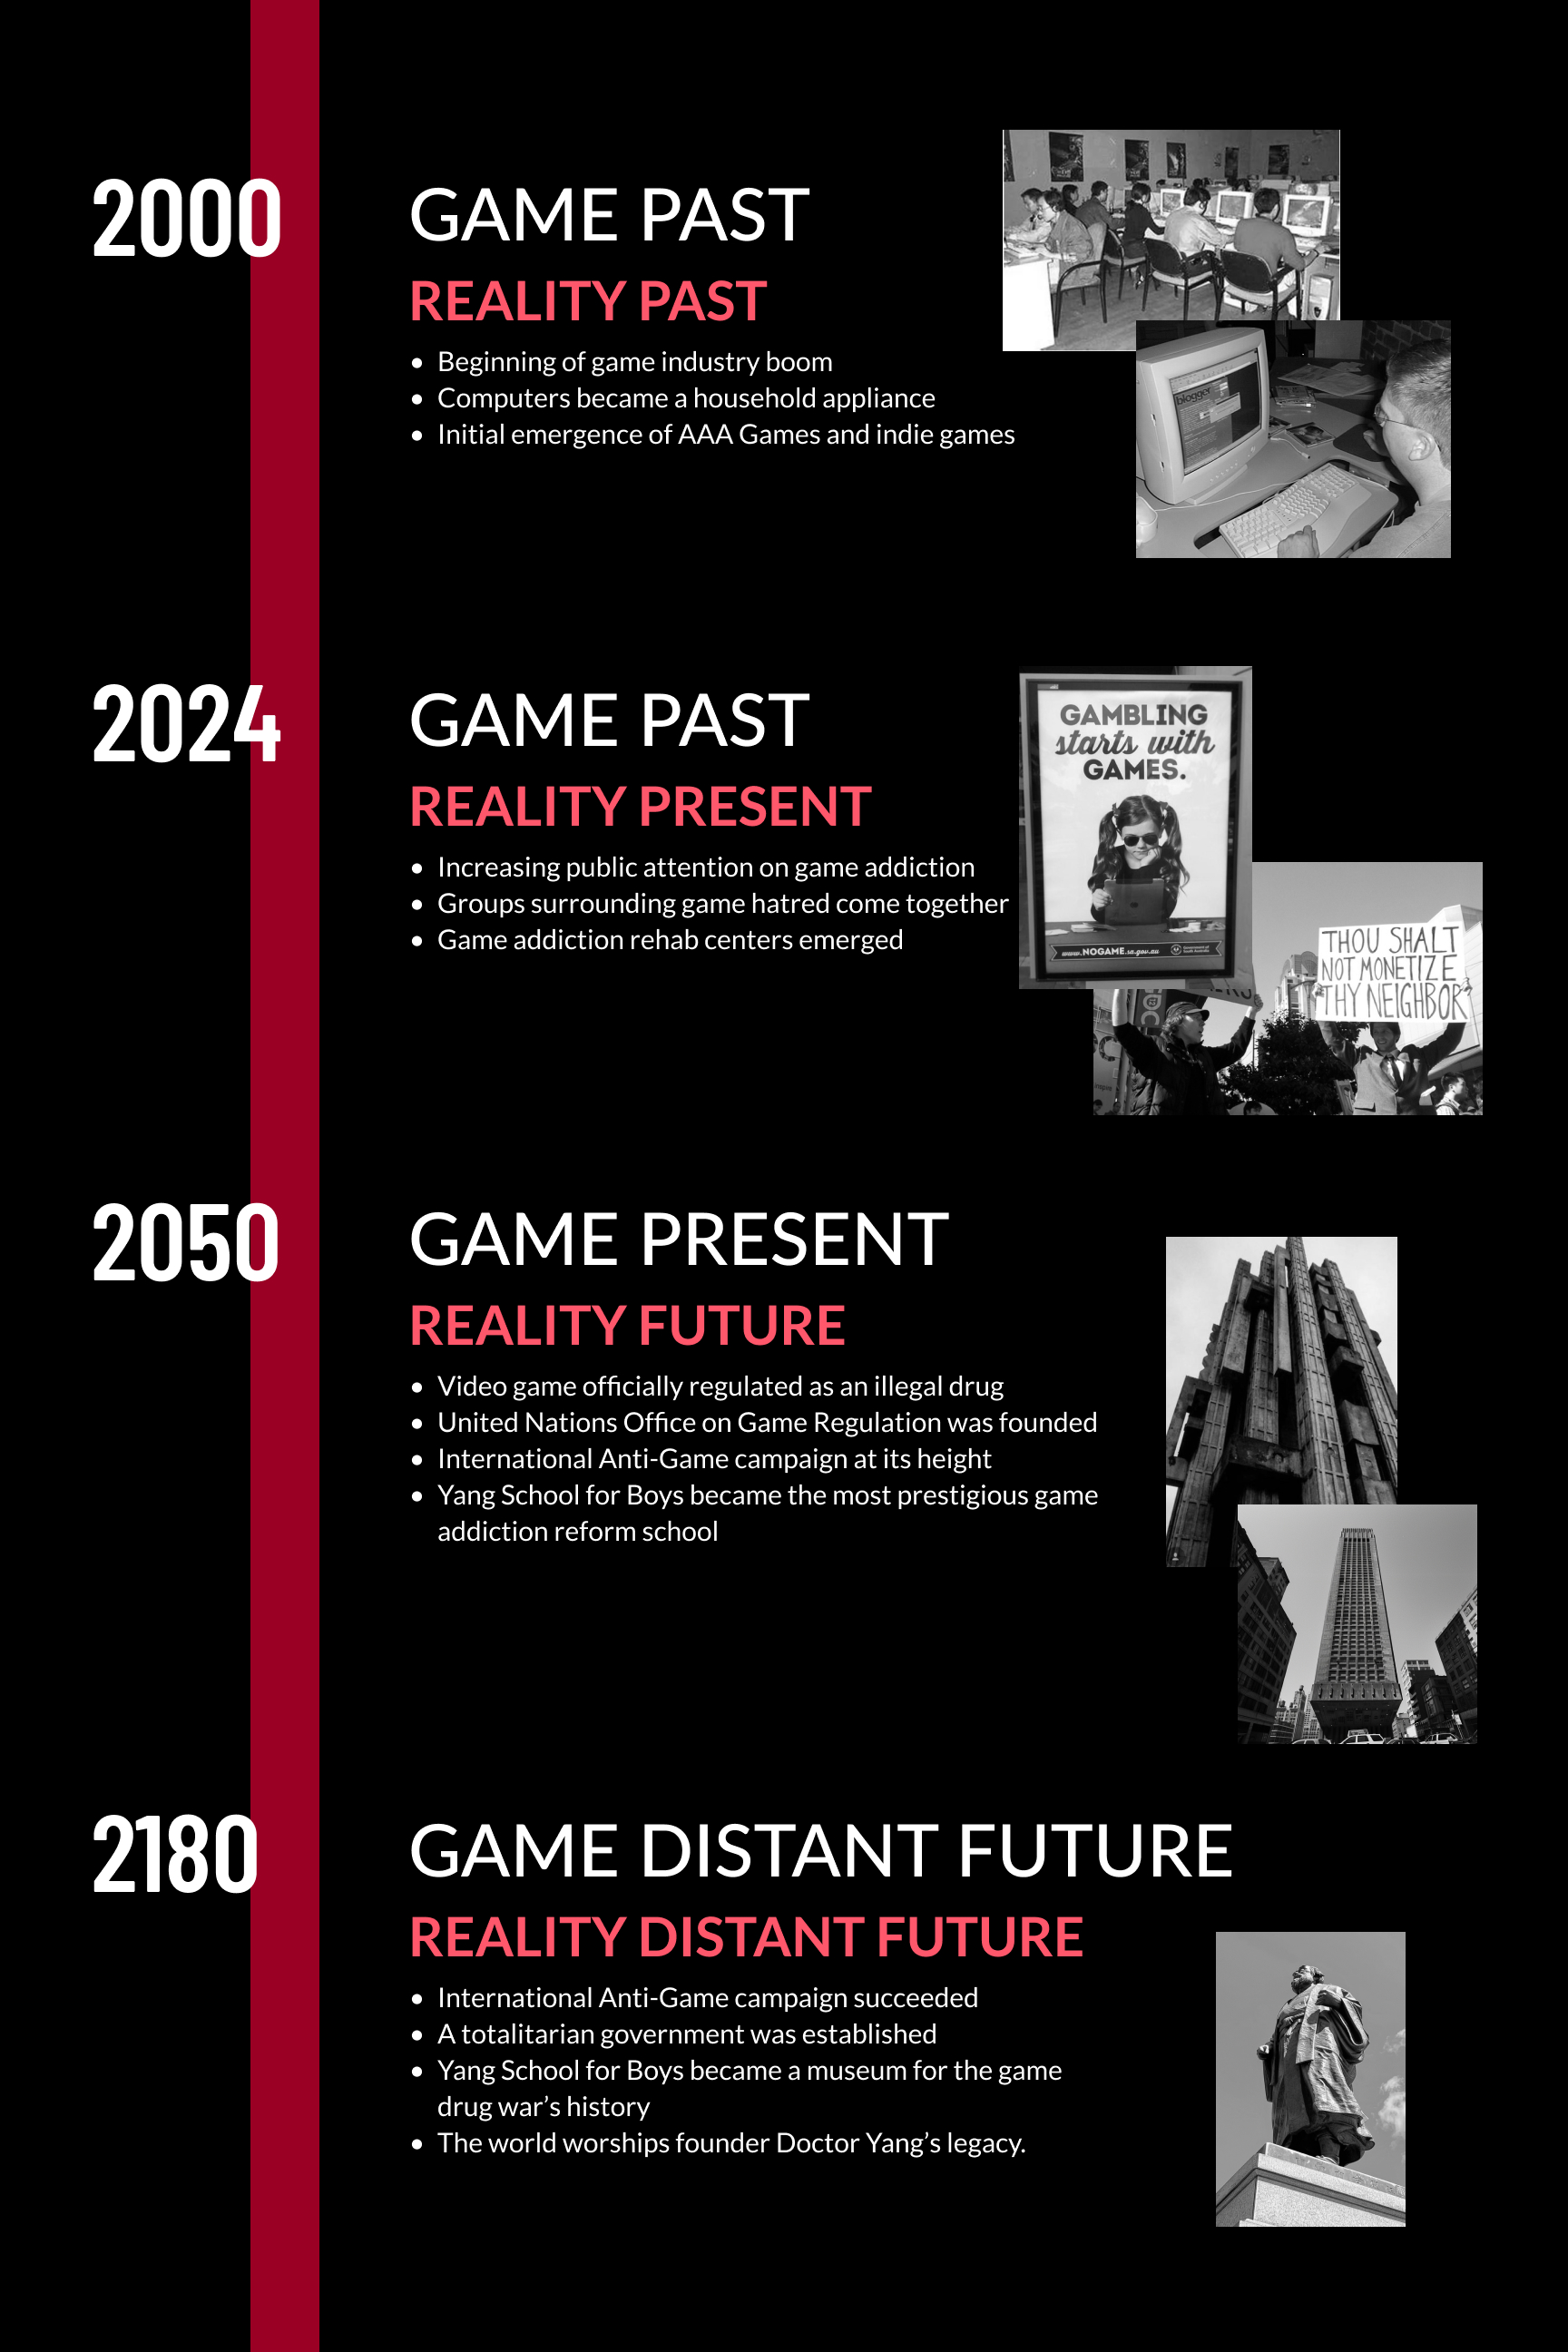 2000
GAME PAST
REALITY PAST
• Beginning of game industry boom
• Computers became a household appliance
• Initial emergence of AAA Games and indie games
blogger
2024
GAME PAST
REALITY PRESENT
• Increasing public attention on game addiction
• Groups surrounding game hatred come together
• Game addiction rehab centers emerged
GAMBLING
starts with
GAMES.
www.NOGAME.sa.gov.au
Government of
South Australia
THOU SHALT
NOT MONETIZE
THY NEIGHBOR
2050
GAME PRESENT
REALITY FUTURE
• Video game officially regulated as an illegal drug
• United Nations Office on Game Regulation was founded
• International Anti-Game campaign at its height
• Yang School for Boys became the most prestigious game
addiction reform school
2180
GAME DISTANT FUTURE
REALITY DISTANT FUTURE
• International Anti-Game campaign succeeded
• A totalitarian government was established
• Yang School for Boys became a museum for the game
drug war’s history
• The world worships founder Doctor Yang’s legacy.